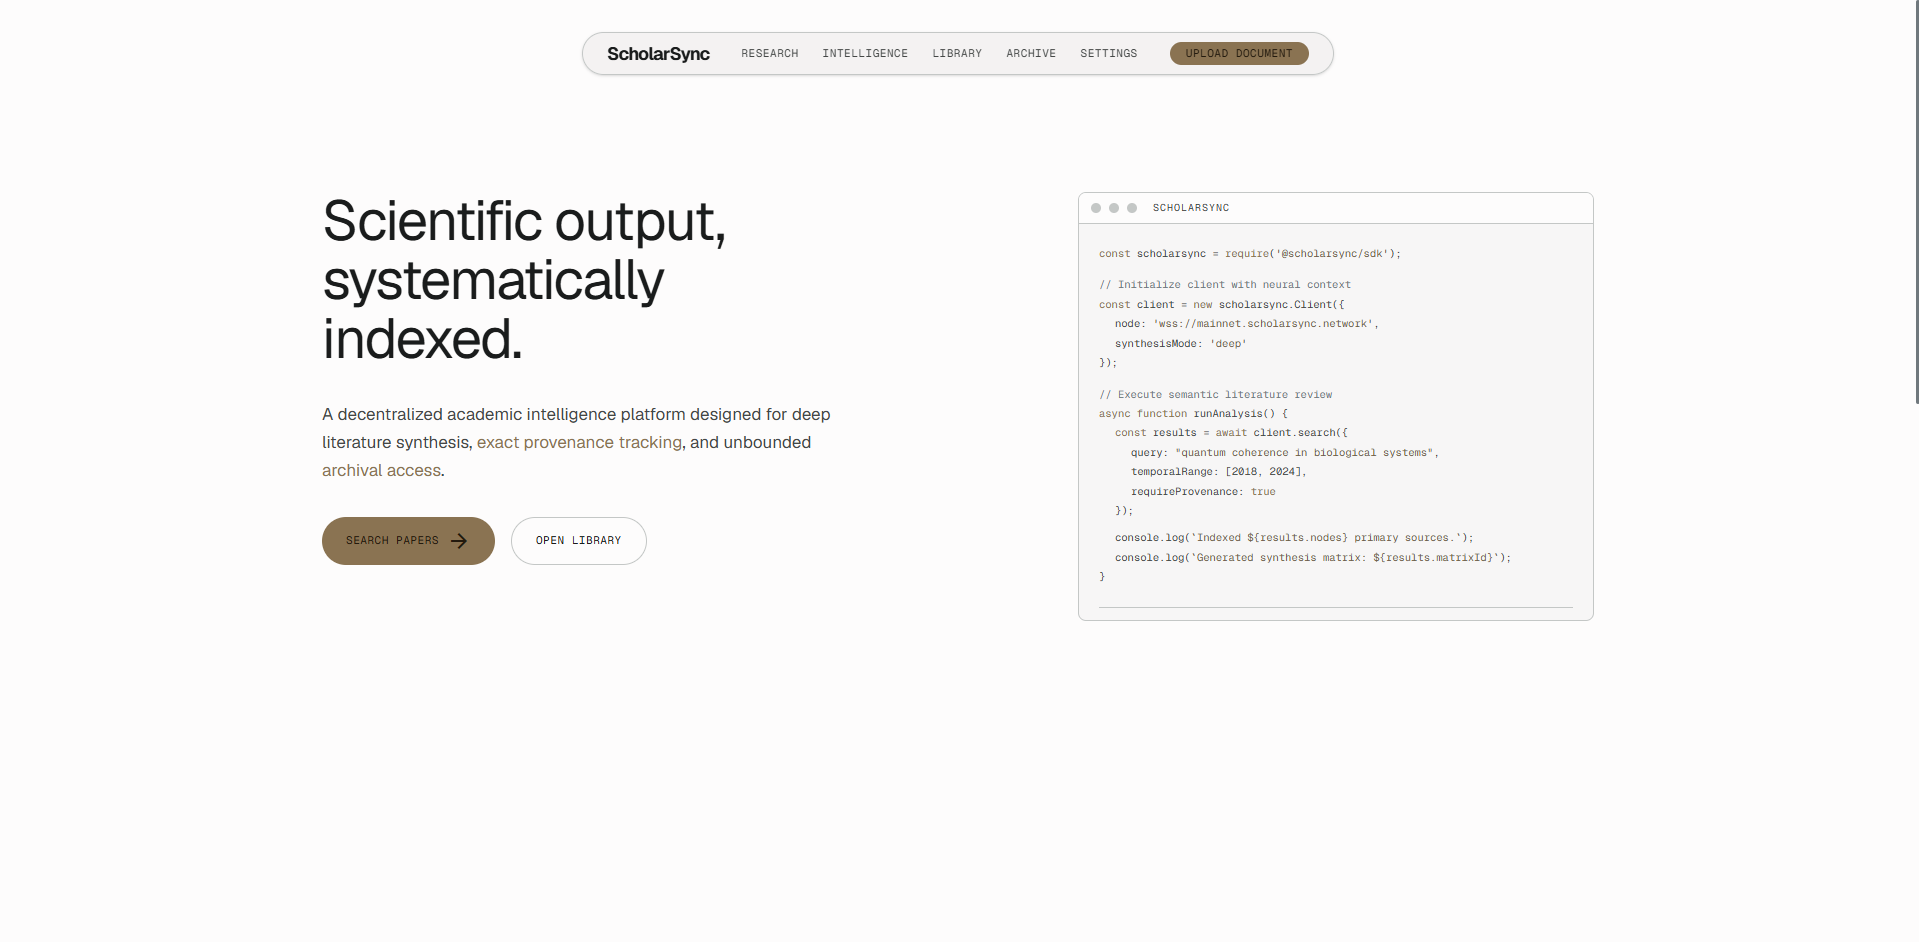 ScholarSync RESEARCH INTELLIGENCE LIBRARY ARCHIVE SETTINGS UPLOAD DOCUMENT
Scientific output,
systematically
indexed.
A decentralized academic intelligence platform designed for deep
literature synthesis, exact provenance tracking, and unbounded
archival access.
SEARCH PAPERS
OPEN LIBRARY
SCHOLARSYNC
const scholarsync = require('@scholarsync/sdk');
// Initialize client with neural context
const client = new scholarsync.Client({
node: 'wss://mainnet.scholarsync.network',
synthesisMode: 'deep'
});
// Execute semantic literature review
async function runAnalysis() {
const results = await client.search({
query: "quantum coherence in biological systems",
temporalRange: [2018, 2024],
requireProvenance: true
});
console.log(`Indexed ${results.nodes} primary sources.`);
console.log(`Generated synthesis matrix: ${results.matrixId}`);
}